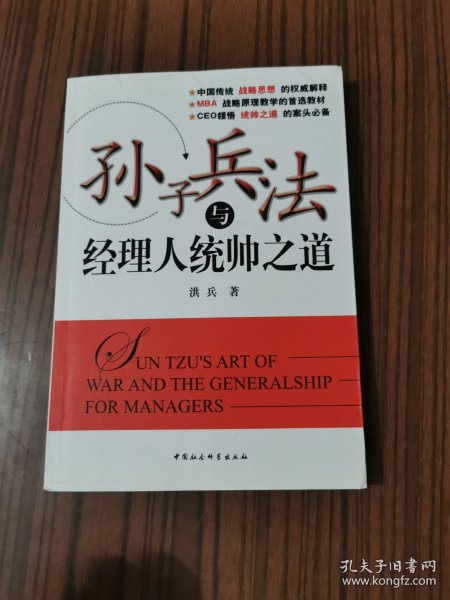 ★中国传统 战略思想 的权威解释
★MBA 战略原理教学的首选教材
★CEO领悟 统帅之道 的案头必备
孙子兵法
与
经理人统帅之道
洪兵 著
SUN TZU'S ART OF
WAR AND THE GENERALSHIP
FOR MANAGERS
中国社会科学出版社
孔夫子旧书网
www.kongfz.com